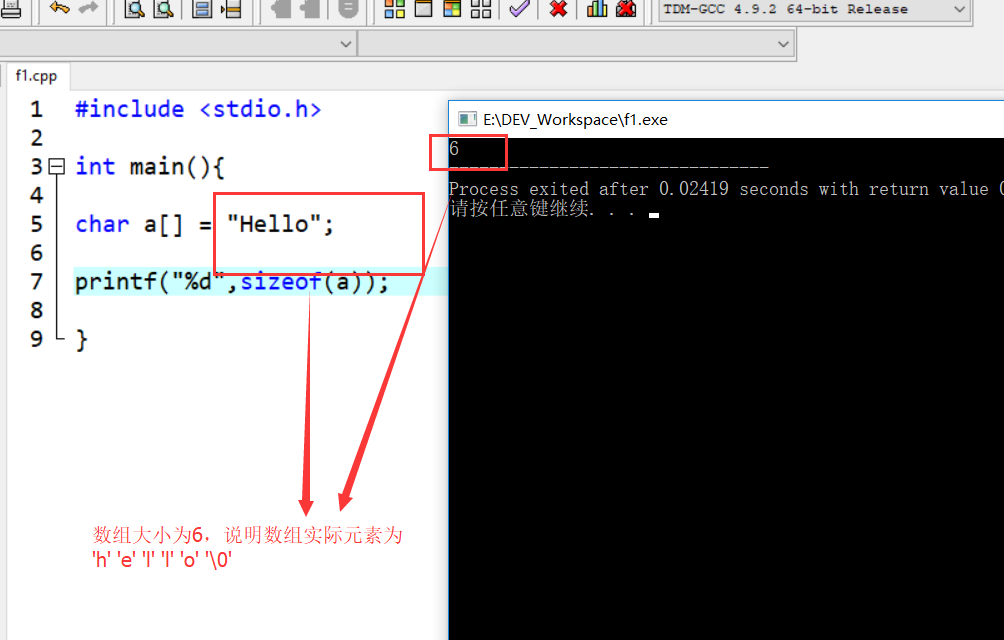 TDM-GCC 4.9.2 64-bit Release
f1.cpp
1 #include <stdio.h>
2
3 int main(){
4
5 char a[] = "Hello";
6
7 printf("%d",sizeof(a));
8
9 }
E:\DEV_Workspace\f1.exe
6
--------------------------------
Process exited after 0.02419 seconds with return value 0
请按任意键继续. . .
数组大小为6，说明数组实际元素为
'h' 'e' 'l' 'l' 'o' '\0'